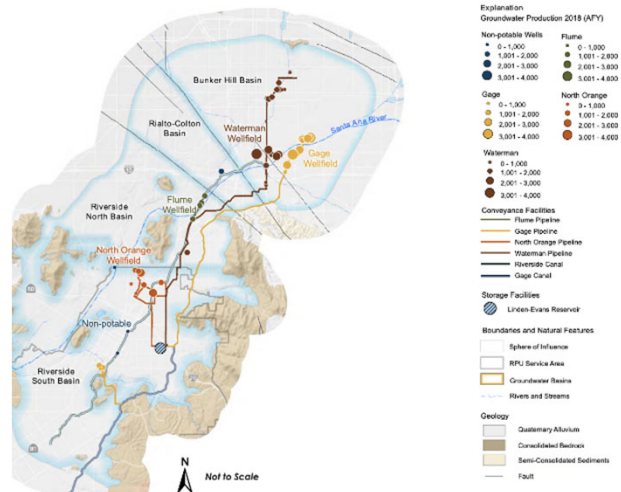 Bunker Hill Basin
Rialto-Colton
Basin
Waterman
Wellfield
Santa Ana River
Gage
Wellfield
Riverside
North Basin
Flume
Wellfield
North Orange
Wellfield
Non-potable
Riverside
South Basin
N
Not to Scale
Explanation
Groundwater Production 2018 (AFY)
Non-potable Wells
0 - 1,000
1,001 - 2,000
2,001 - 3,000
3,001 - 4,000
Flume
0 - 1,000
1,001 - 2,000
2,001 - 3,000
3,001 - 4,000
Gage
0 - 1,000
1,001 - 2,000
2,001 - 3,000
3,001 - 4,000
North Orange
0 - 1,000
1,001 - 2,000
2,001 - 3,000
3,001 - 4,000
Waterman
0 - 1,000
1,001 - 2,000
2,001 - 3,000
3,001 - 4,000
Conveyance Facilities
Flume Pipeline
Gage Pipeline
North Orange Pipeline
Waterman Pipeline
Riverside Canal
Gage Canal
Storage Facilities
Linden-Evans Reservoir
Boundaries and Natural Features
Sphere of Influence
RPU Service Area
Groundwater Basins
Rivers and Streams
Geology
Quaternary Alluvium
Consolidated Bedrock
Semi-Consolidated Sediments
Fault